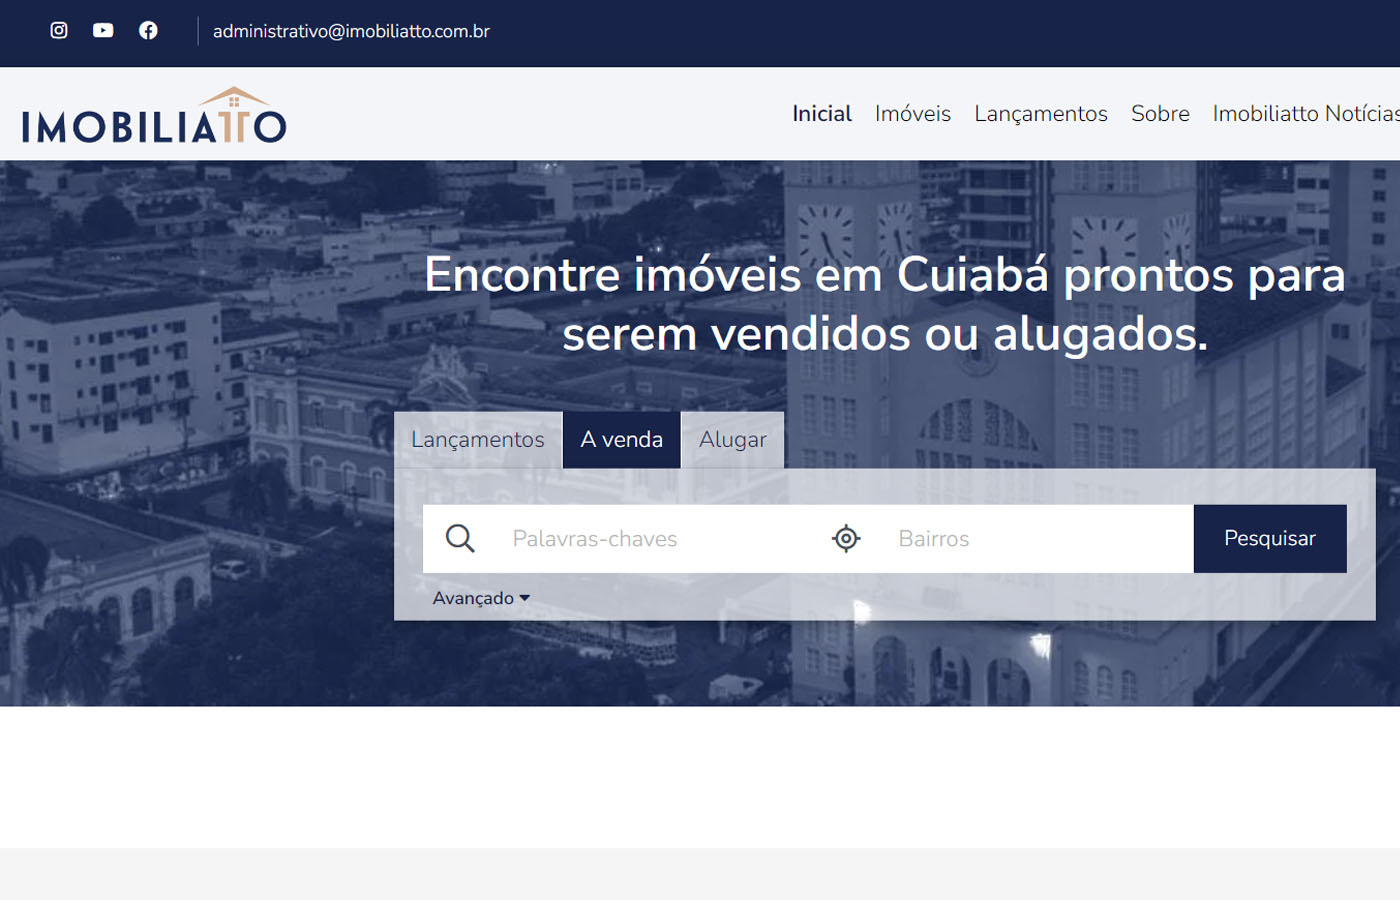 administrativo@imobiliatto.com.br
IMOBILIATTO
Inicial Imóveis Lançamentos Sobre Imobiliatto Notícias
Encontre imóveis em Cuiabá prontos para
serem vendidos ou alugados.
Lançamentos A venda Alugar
Palavras-chaves Bairros Pesquisar
Avançado